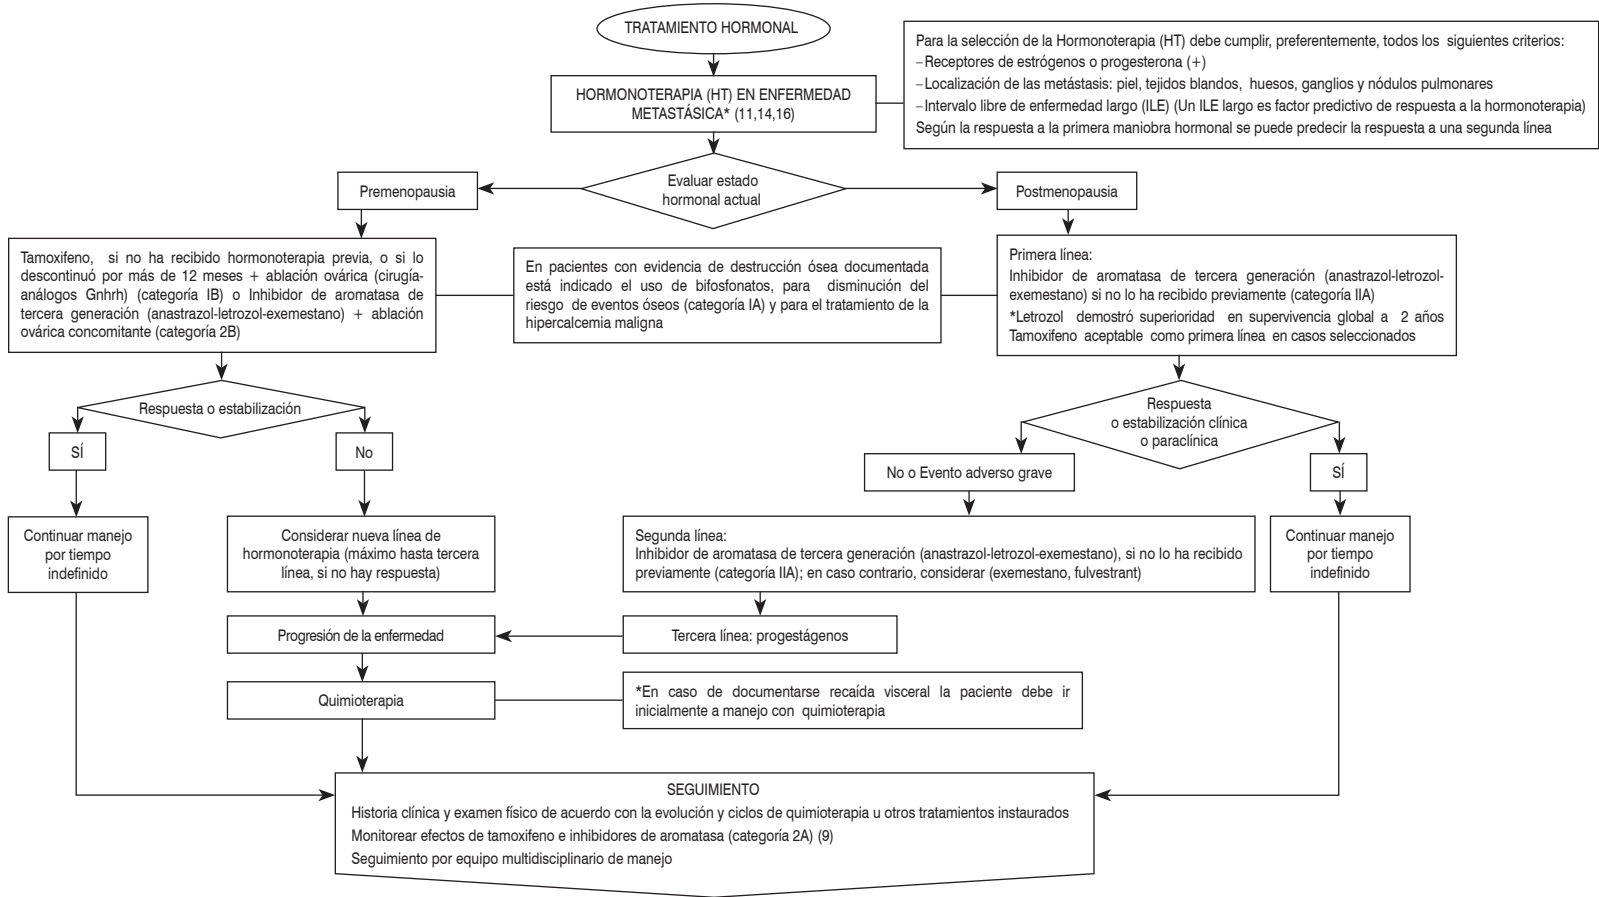 TRATAMIENTO HORMONAL
HORMONOTERAPIA (HT) EN ENFERMEDAD
METASTÁSICA* (11,14,16)
Para la selección de la Hormonoterapia (HT) debe cumplir, preferentemente, todos los siguientes criterios:
–Receptores de estrógenos o progesterona (+)
–Localización de las metástasis: piel, tejidos blandos, huesos, ganglios y nódulos pulmonares
–Intervalo libre de enfermedad largo (ILE) (Un ILE largo es factor predictivo de respuesta a la hormonoterapia)
Según la respuesta a la primera maniobra hormonal se puede predecir la respuesta a una segunda línea
Evaluar estado
hormonal actual
Premenopausia
Postmenopausia
Tamoxifeno, si no ha recibido hormonoterapia previa, o si lo
descontinuó por más de 12 meses + ablación ovárica (cirugía-
análogos Gnhrh) (categoría IB) o Inhibidor de aromatasa de
tercera generación (anastrazol-letrozol-exemestano) + ablación
ovárica concomitante (categoría 2B)
En pacientes con evidencia de destrucción ósea documentada
está indicado el uso de bifosfonatos, para disminución del
riesgo de eventos óseos (categoría IA) y para el tratamiento de la
hipercalcemia maligna
Primera línea:
Inhibidor de aromatasa de tercera generación (anastrazol-letrozol-
exemestano) si no lo ha recibido previamente (categoría IIA)
*Letrozol demostró superioridad en supervivencia global a 2 años
Tamoxifeno aceptable como primera línea en casos seleccionados
Respuesta o estabilización
SÍ
No
Respuesta
o estabilización clínica
o paraclínica
No o Evento adverso grave
SÍ
Continuar manejo
por tiempo
indefinido
Considerar nueva línea de
hormonoterapia (máximo hasta tercera
línea, si no hay respuesta)
Segunda línea:
Inhibidor de aromatasa de tercera generación (anastrazol-letrozol-exemestano), si no lo ha recibido
previamente (categoría IIA); en caso contrario, considerar (exemestano, fulvestrant)
Continuar manejo
por tiempo
indefinido
Progresión de la enfermedad
Tercera línea: progestágenos
Quimioterapia
*En caso de documentarse recaída visceral la paciente debe ir
inicialmente a manejo con quimioterapia
SEGUIMIENTO
Historia clínica y examen físico de acuerdo con la evolución y ciclos de quimioterapia u otros tratamientos instaurados
Monitorear efectos de tamoxifeno e inhibidores de aromatasa (categoría 2A) (9)
Seguimiento por equipo multidisciplinario de manejo